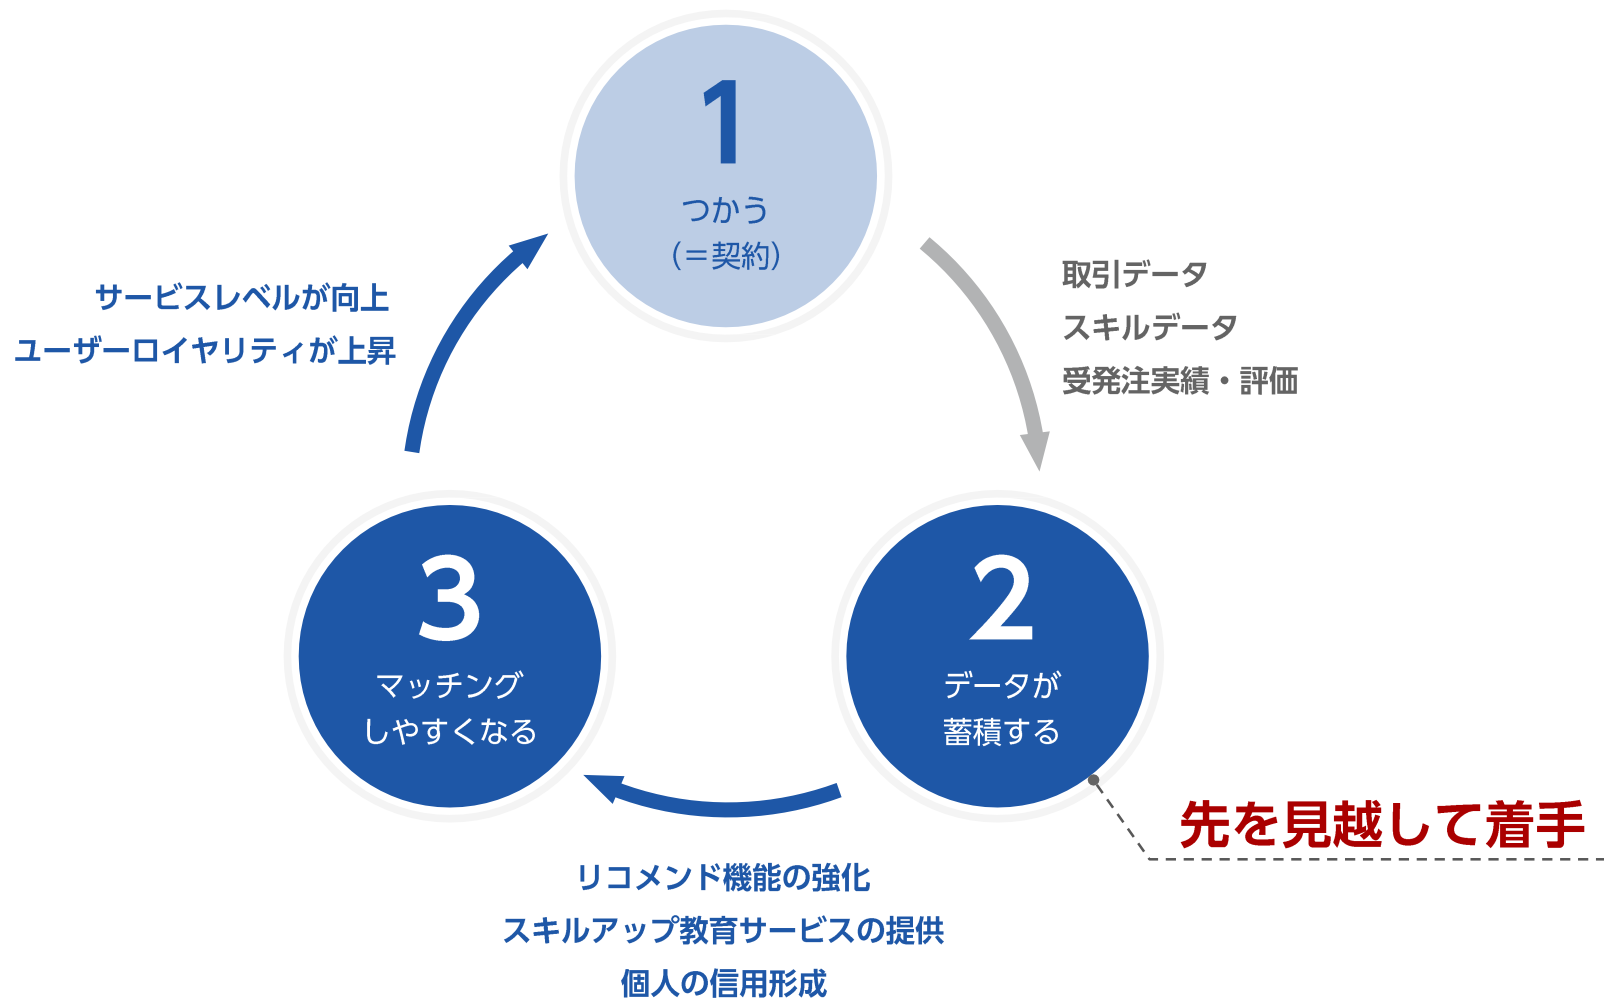 1
つかう
（＝契約）
取引データ
スキルデータ
受発注実績・評価
2
データが
蓄積する
先を見越して着手
リコメンド機能の強化
スキルアップ教育サービスの提供
個人の信用形成
3
マッチング
しやすくなる
サービスレベルが向上
ユーザーロイヤリティが上昇